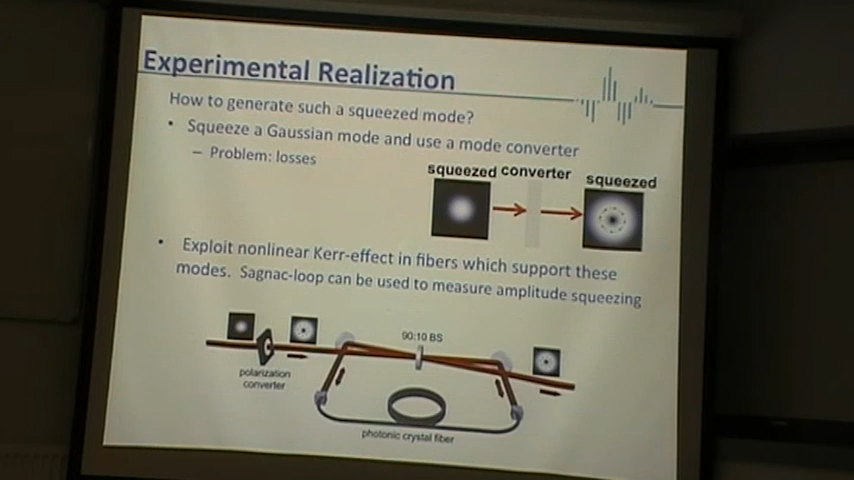 Experimental Realization
How to generate such a squeezed mode?
• Squeeze a Gaussian mode and use a mode converter
– Problem: losses
squeezed converter squeezed
• Exploit nonlinear Kerr-effect in fibers which support these
modes. Sagnac-loop can be used to measure amplitude squeezing
90:10 BS
polarization
converter
photonic crystal fiber